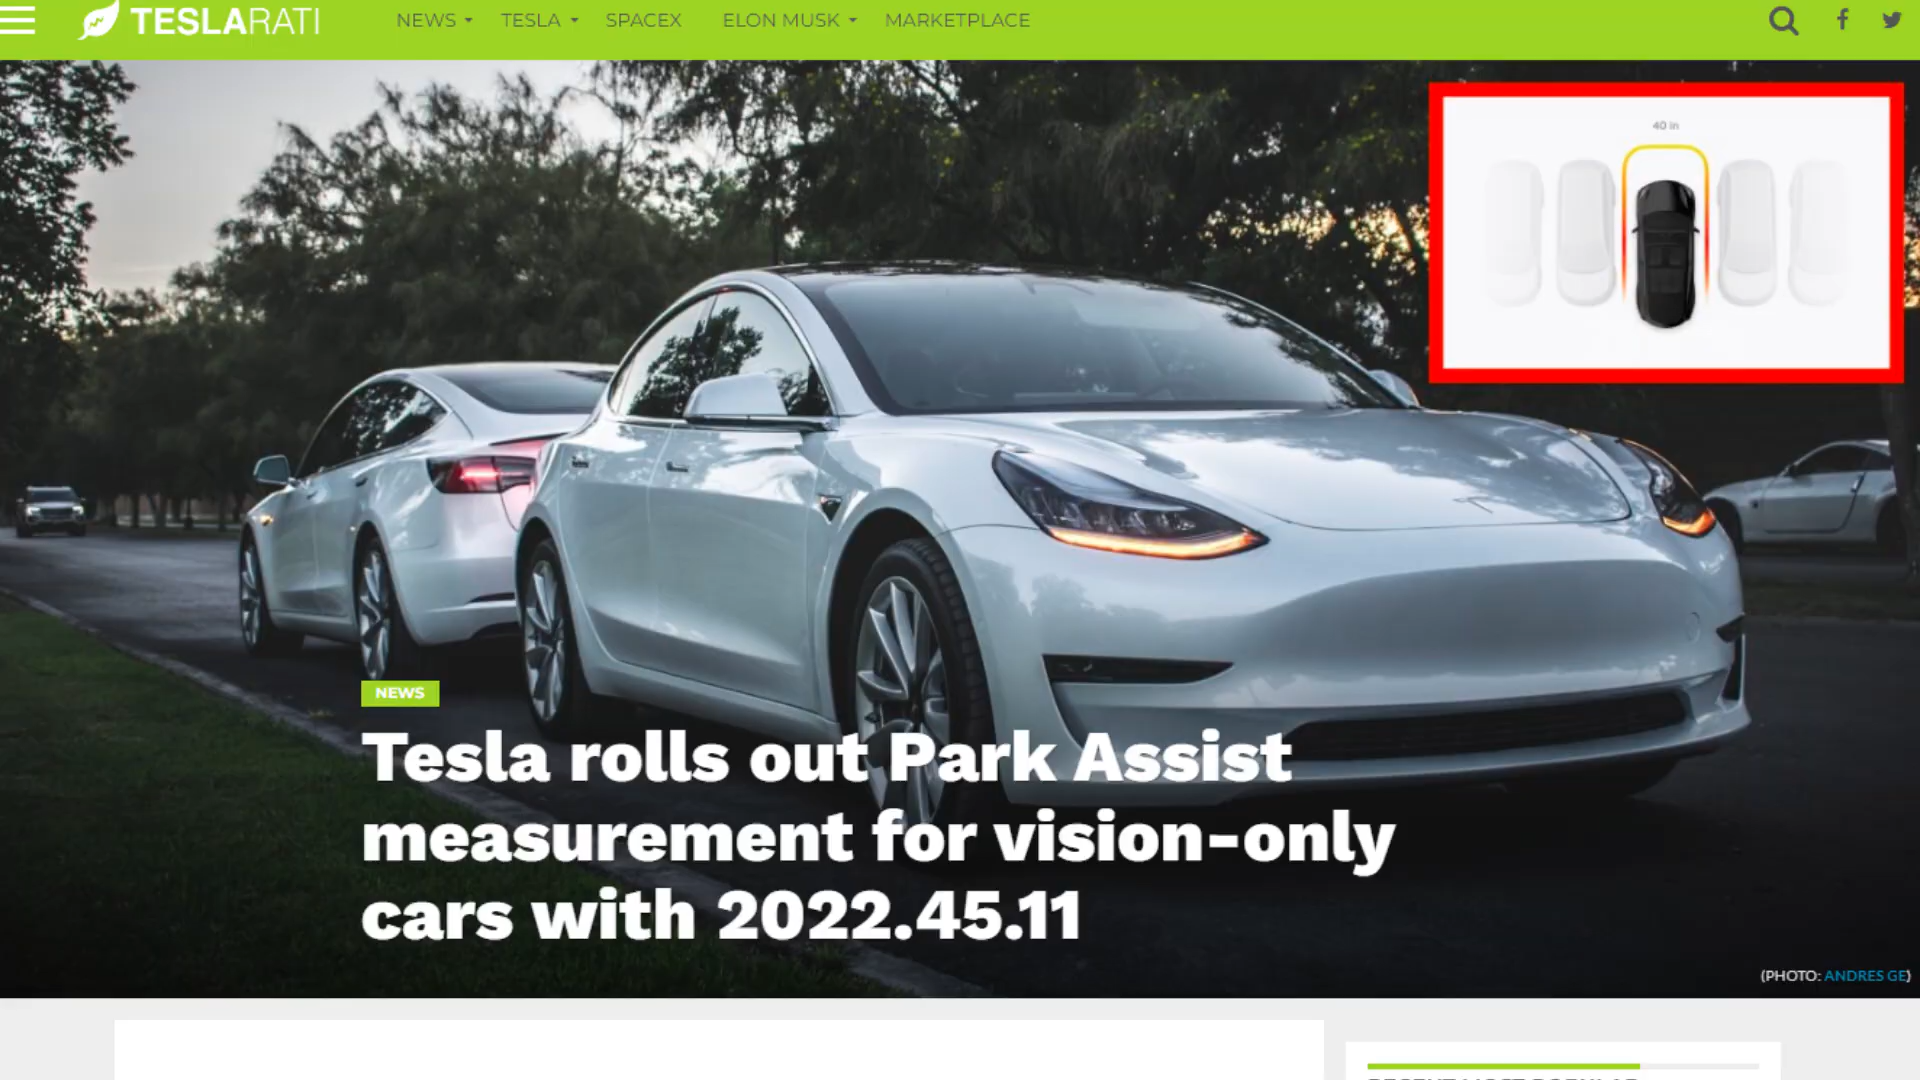 TESLARATI
NEWS
TESLA
SPACEX
ELON MUSK
MARKETPLACE
40 in
NEWS
Tesla rolls out Park Assist
measurement for vision-only
cars with 2022.45.11
(PHOTO: ANDRES GE)